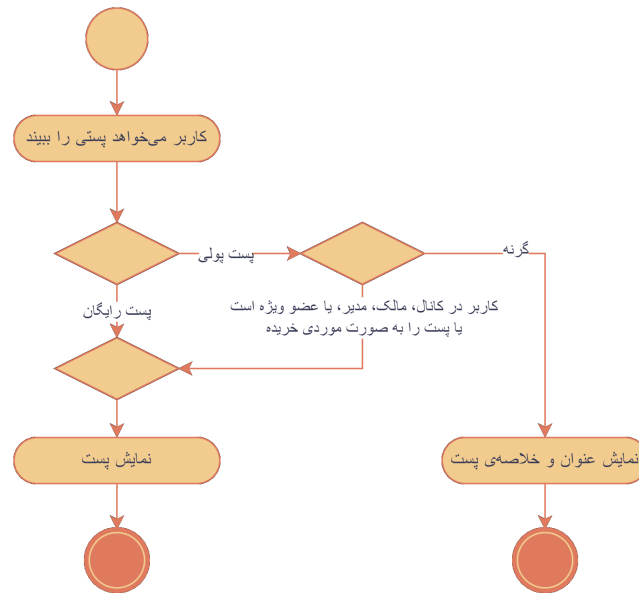 کاربر می‌خواهد پستی را ببیند
پست پولی
گرنه
پست رایگان
کاربر در کانال، مالک، مدیر، یا عضو ویژه است
یا پست را به صورت موردی خریده
نمایش پست
نمایش عنوان و خلاصه‌ی پست